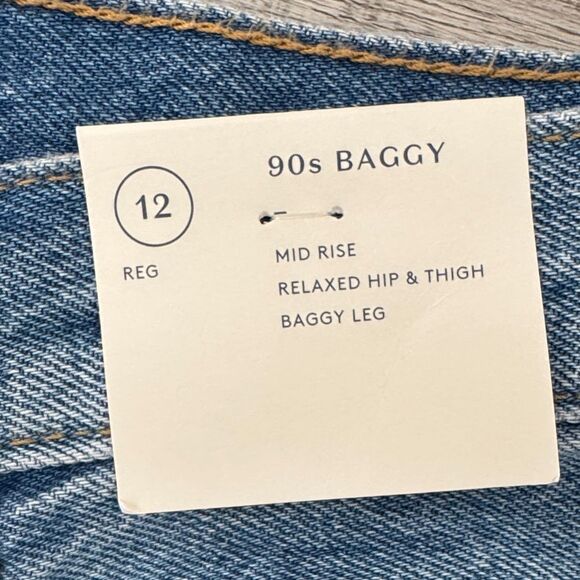 90s BAGGY
12
REG
MID RISE
RELAXED HIP & THIGH
BAGGY LEG